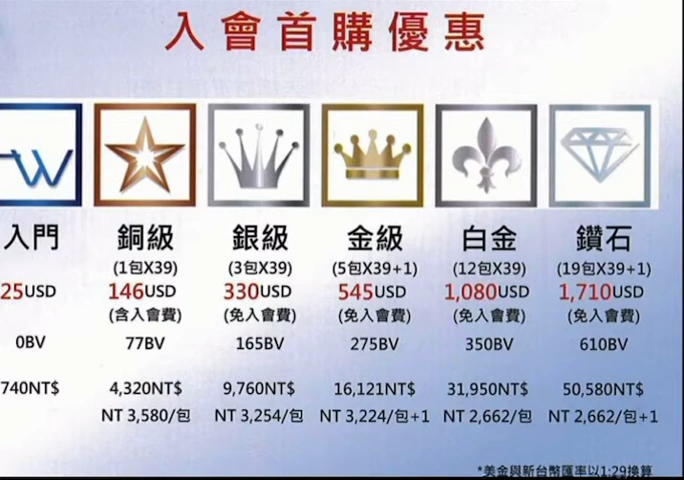 入會首購優惠
W
入門 銅級 銀級 金級 白金 鑽石
(1包X39) (3包X39) (5包X39+1) (12包X39) (19包X39+1)
25USD 146USD 330USD 545USD 1,080USD 1,710USD
(含入會費) (免入會費) (免入會費) (免入會費) (免入會費)
0BV 77BV 165BV 275BV 350BV 610BV
740NT$ 4,320NT$ 9,760NT$ 16,121NT$ 31,950NT$ 50,580NT$
NT 3,580/包 NT 3,254/包 NT 3,224/包+1 NT 2,662/包 NT 2,662/包+1
*美金與新台幣匯率以1:29換算